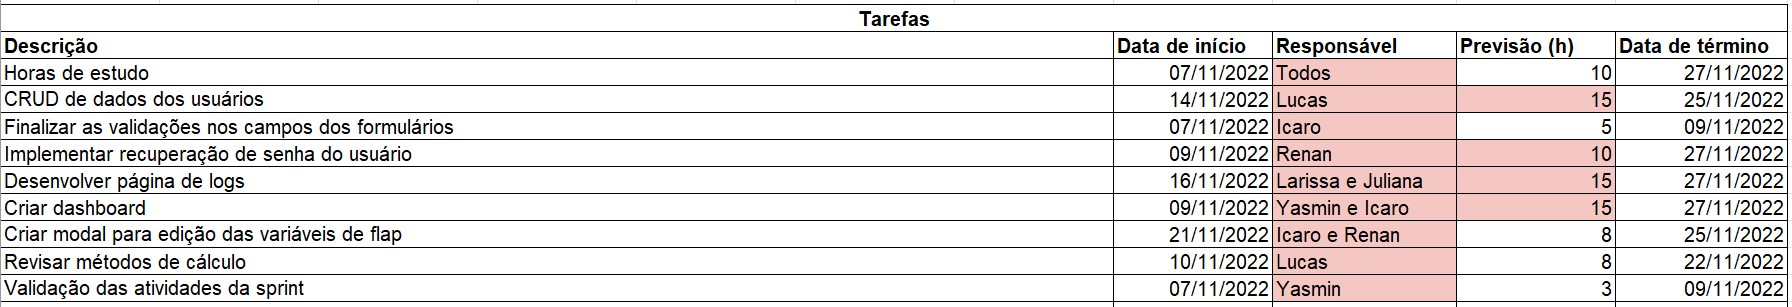 Tarefas
Descrição Data de início Responsável Previsão (h) Data de término
Horas de estudo 07/11/2022 Todos 10 27/11/2022
CRUD de dados dos usuários 14/11/2022 Lucas 15 25/11/2022
Finalizar as validações nos campos dos formulários 07/11/2022 Icaro 5 09/11/2022
Implementar recuperação de senha do usuário 09/11/2022 Renan 10 27/11/2022
Desenvolver página de logs 16/11/2022 Larissa e Juliana 15 27/11/2022
Criar dashboard 09/11/2022 Yasmin e Icaro 15 27/11/2022
Criar modal para edição das variáveis de flap 21/11/2022 Icaro e Renan 8 25/11/2022
Revisar métodos de cálculo 10/11/2022 Lucas 8 22/11/2022
Validação das atividades da sprint 07/11/2022 Yasmin 3 09/11/2022